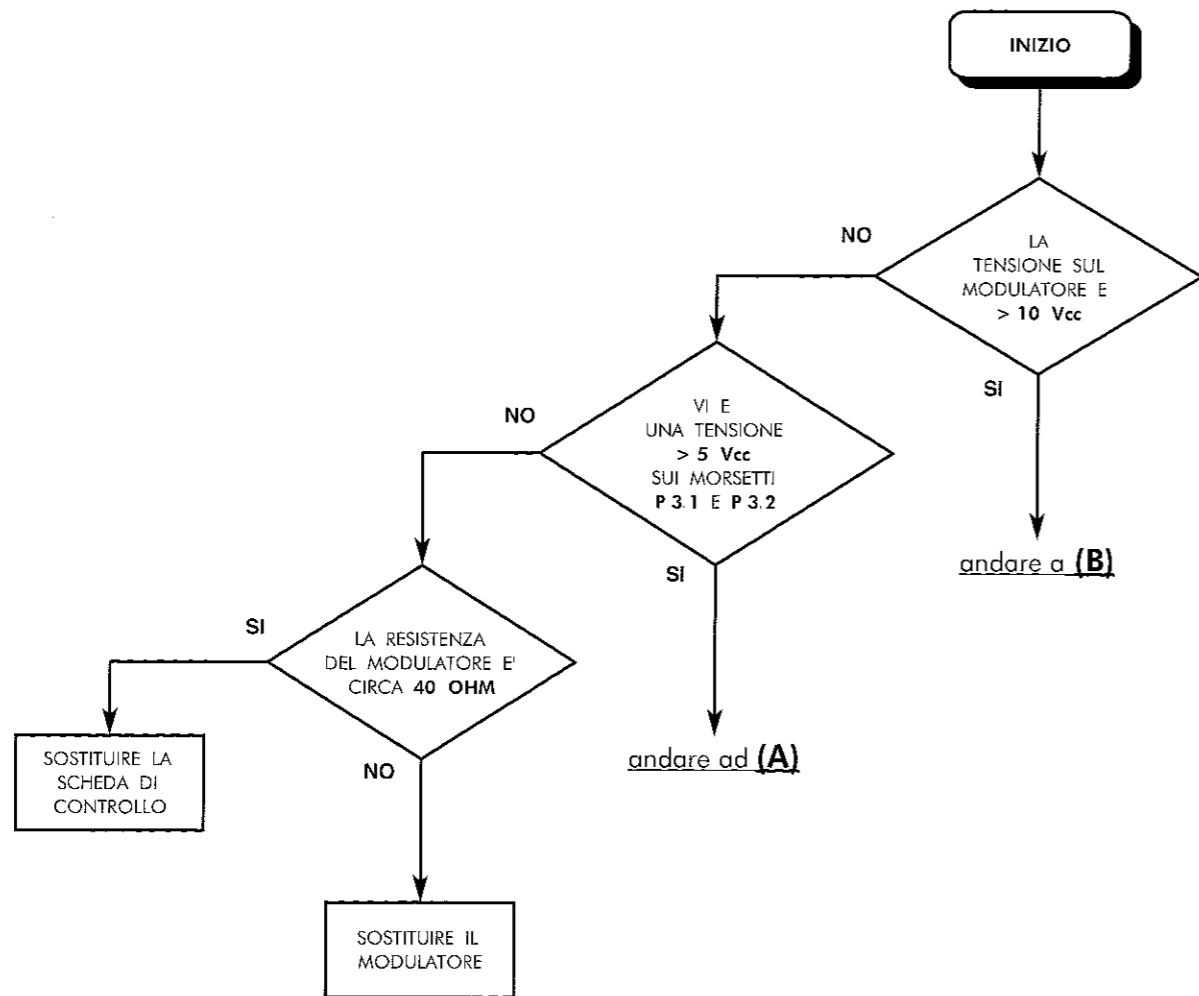 INIZIO
NO
LA
TENSIONE SUL
MODULATORE E
> 10 Vcc
SI
andare a (B)
NO
VI E
UNA TENSIONE
> 5 Vcc
SUI MORSETTI
P 3.1 E P 3.2
SI
andare ad (A)
SI
LA RESISTENZA
DEL MODULATORE E'
CIRCA 40 OHM
NO
SOSTITUIRE LA
SCHEDA DI
CONTROLLO
SOSTITUIRE IL
MODULATORE